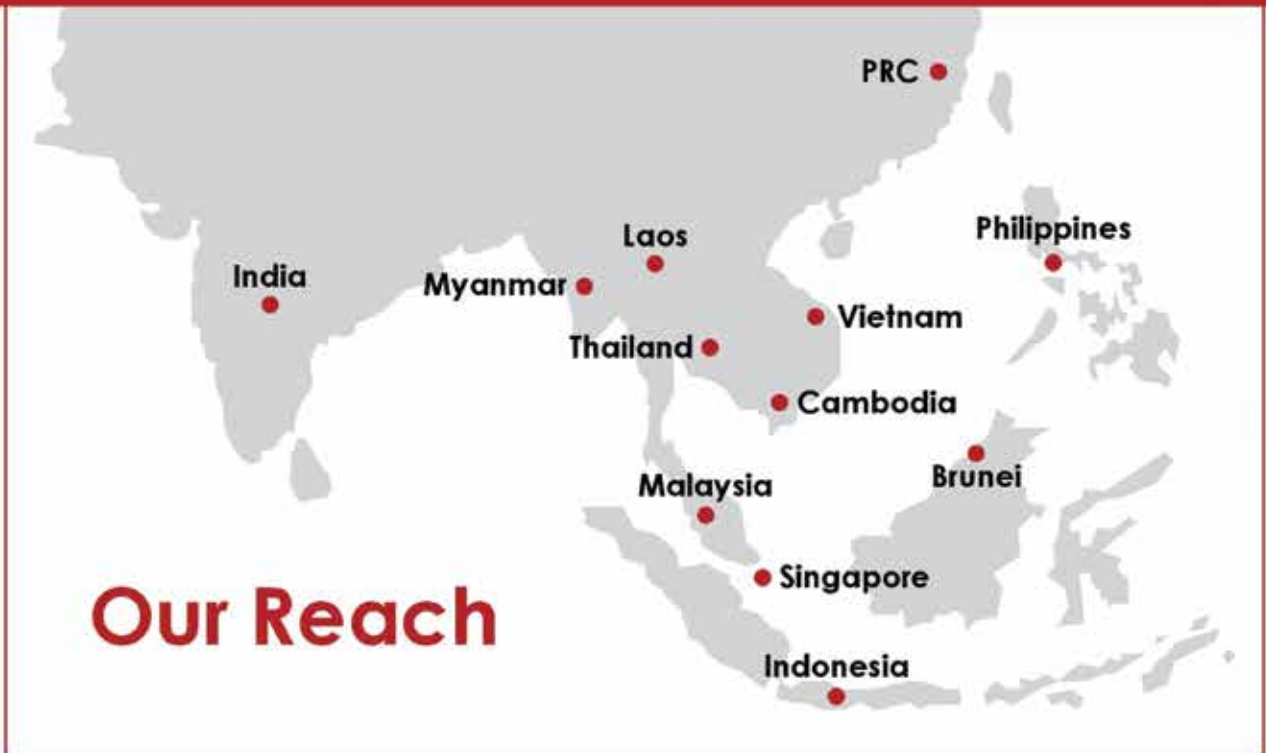 PRC
Philippines
Laos
India
Myanmar
Vietnam
Thailand
Cambodia
Brunei
Malaysia
Singapore
Our Reach
Indonesia